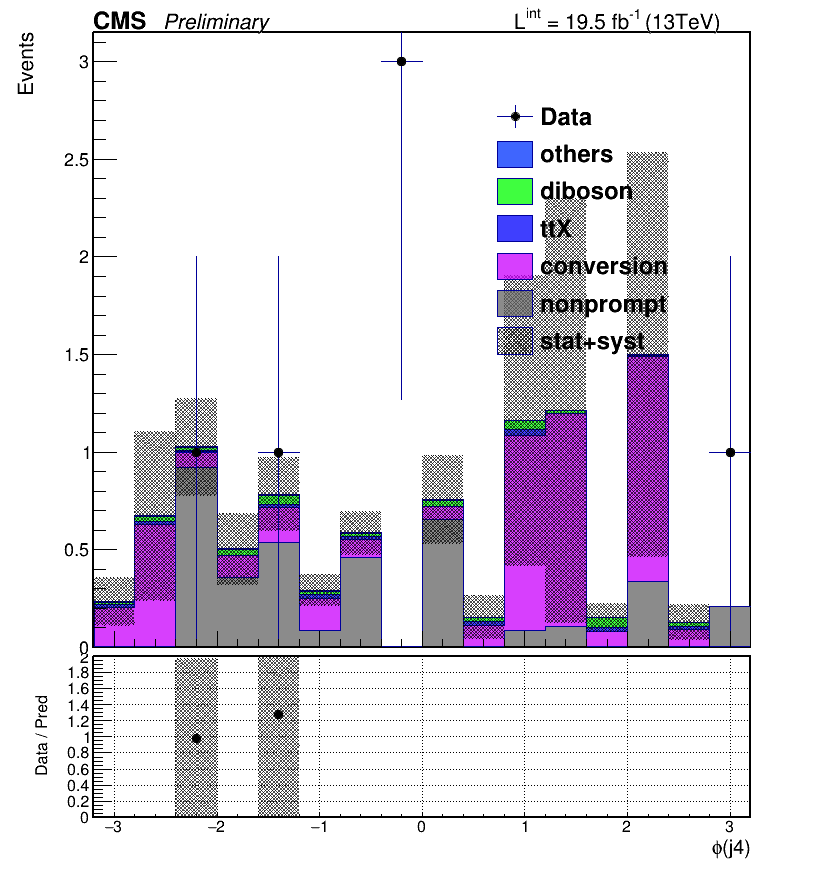 CMS Preliminary L^int = 19.5 fb^-1 (13TeV)
Events
3
2.5
2
1.5
1
0.5
0
Data
others
diboson
ttX
conversion
nonprompt
stat+syst
Data / Pred
2
1.8
1.6
1.4
1.2
1
0.8
0.6
0.4
0.2
0
−3 −2 −1 0 1 2 3
ϕ(j4)